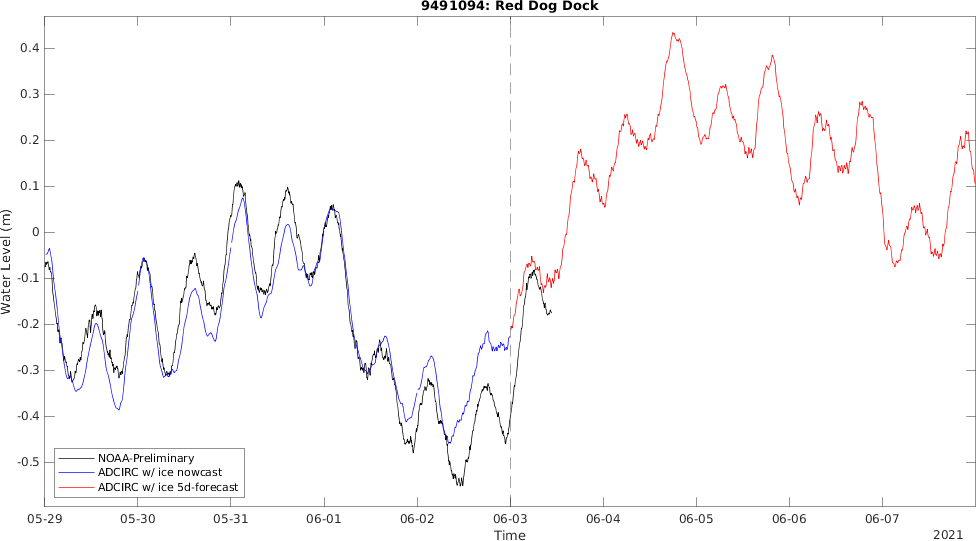 9491094: Red Dog Dock
Water Level (m)
0.4
0.3
0.2
0.1
0
-0.1
-0.2
-0.3
-0.4
-0.5
NOAA-Preliminary
ADCIRC w/ ice nowcast
ADCIRC w/ ice 5d-forecast
05-29 05-30 05-31 06-01 06-02 06-03 06-04 06-05 06-06 06-07
Time
2021